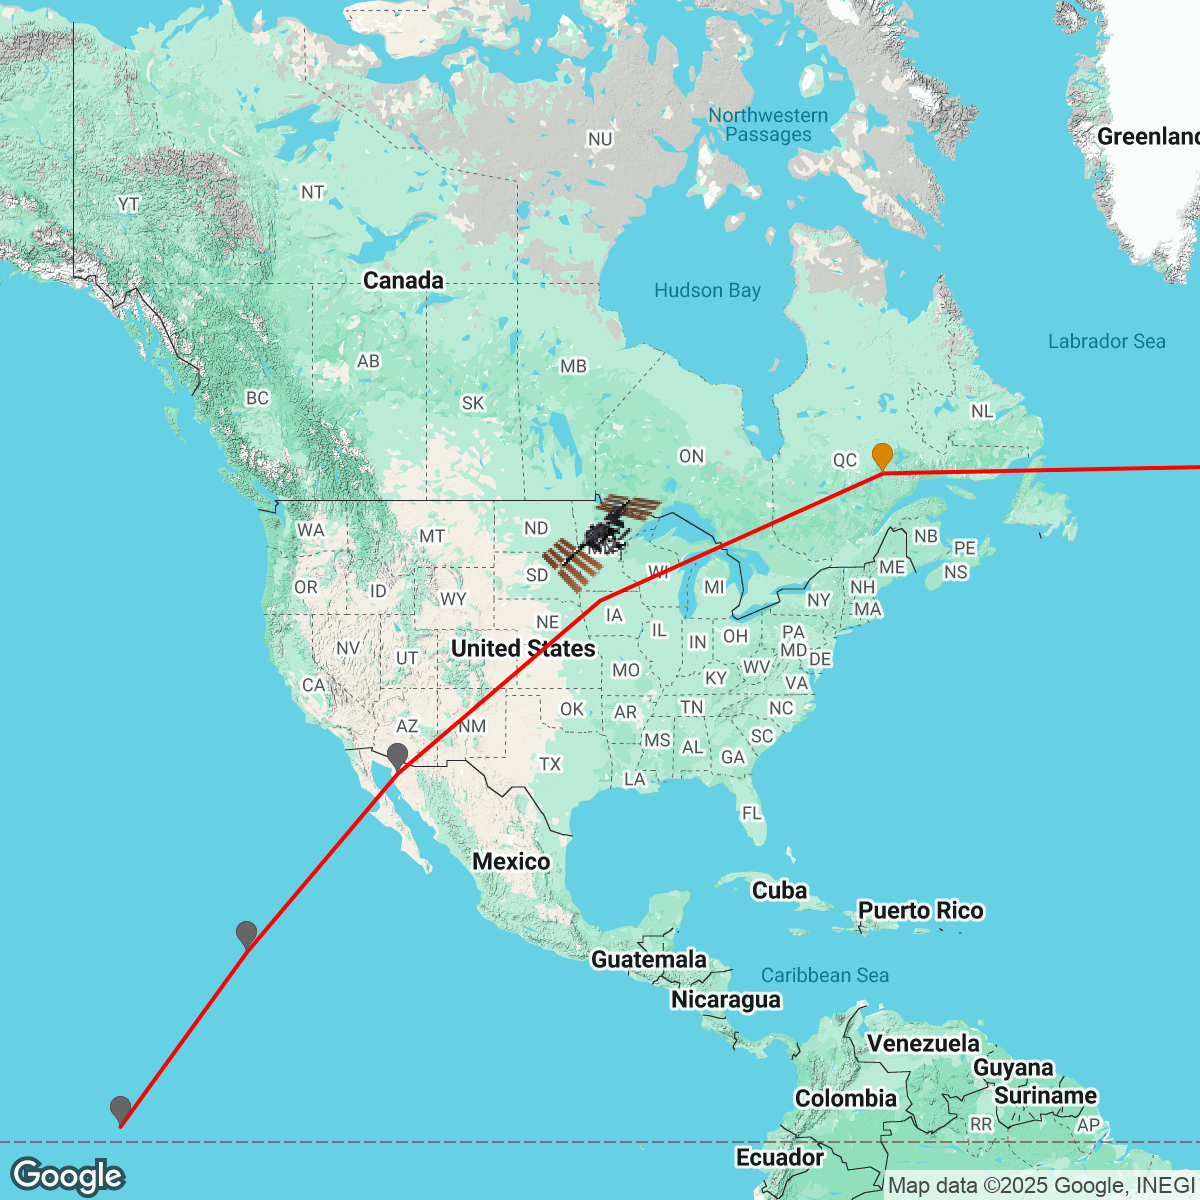 Northwestern
Passages
Greenland
NU
NT
YT
Canada
Hudson Bay
Labrador Sea
AB
MB
BC
SK
NL
ON
QC
WA
MT
ND
NB
PE
OR
ID
WY
SD
WI
MI
ME
NS
NH
NY
MA
NE
IA
IL
IN
OH
PA
NV
UT
United States
MD
DE
CA
MO
KY
WV
VA
AZ
NM
OK
AR
TN
NC
MS
AL
SC
GA
TX
LA
FL
Mexico
Cuba
Puerto Rico
Guatemala
Caribbean Sea
Nicaragua
Venezuela
Guyana
Colombia
Suriname
RR
AP
Ecuador
Google
Map data ©2025 Google, INEGI